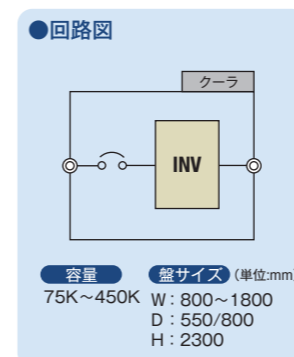 ●回路図
クーラ
INV
容量
75K～450K
盤サイズ (単位:mm)
W：800～1800
D：550/800
H：2300